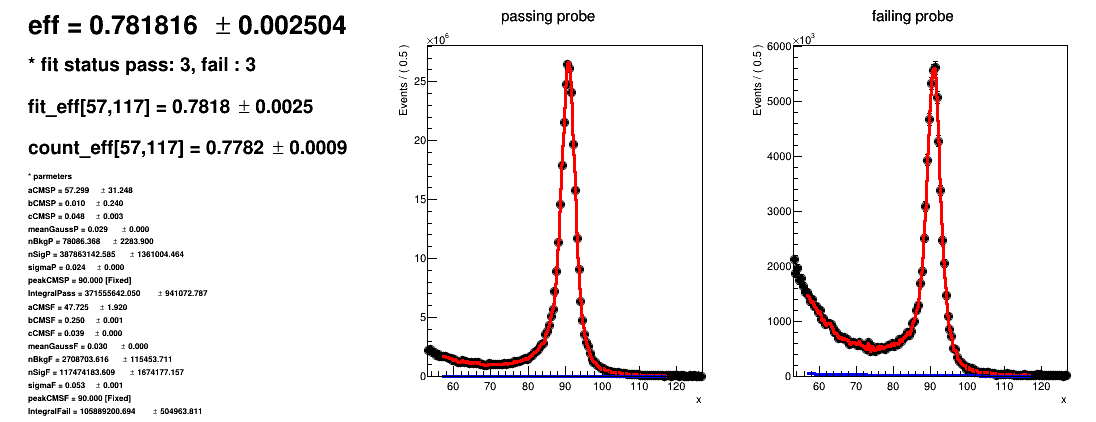 eff = 0.781816 ± 0.002504
* fit status pass: 3, fail : 3
fit_eff[57,117] = 0.7818 ± 0.0025
count_eff[57,117] = 0.7782 ± 0.0009
* parmeters
aCMSP = 57.299 ± 31.248
bCMSP = 0.010 ± 0.240
cCMSP = 0.048 ± 0.003
meanGaussP = 0.029 ± 0.000
nBkgP = 78086.368 ± 2283.900
nSigP = 387863142.585 ± 1361004.464
sigmaP = 0.024 ± 0.000
peakCMSP = 90.000 [Fixed]
IntegralPass = 371555642.050 ± 941072.787
aCMSF = 47.725 ± 1.920
bCMSF = 0.250 ± 0.001
cCMSF = 0.039 ± 0.000
meanGaussF = 0.030 ± 0.000
nBkgF = 2708703.616 ± 115453.711
nSigF = 117474183.609 ± 1674177.157
sigmaF = 0.053 ± 0.001
peakCMSF = 90.000 [Fixed]
IntegralFail = 105889200.694 ± 504963.811
passing probe
×10⁶
Events / ( 0.5 )
25
20
15
10
5
0
60 70 80 90 100 110 120
x
failing probe
×10³
Events / ( 0.5 )
6000
5000
4000
3000
2000
1000
0
60 70 80 90 100 110 120
x